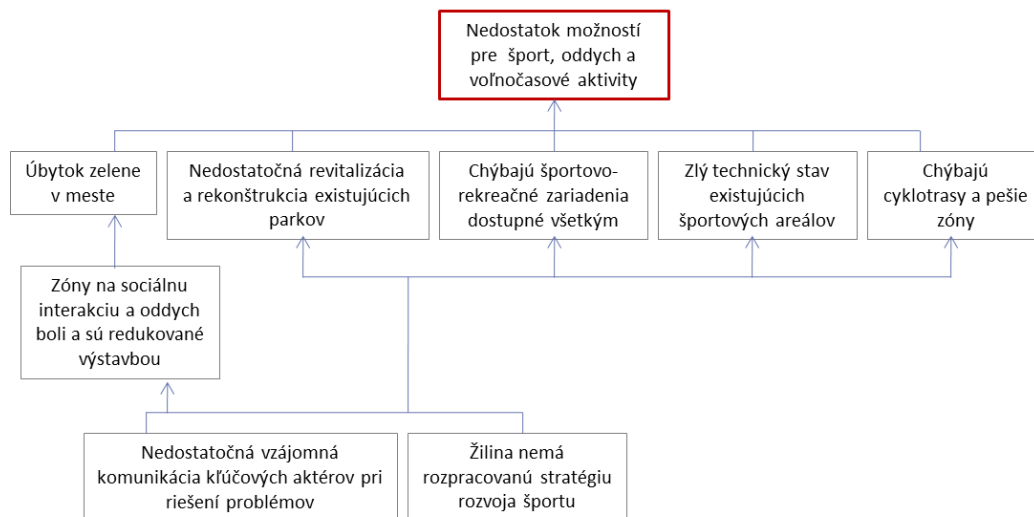 Nedostatok možností
pre šport, oddych a
voľnočasové aktivity
Úbytok zelene
v meste
Nedostatočná revitalizácia
a rekonštrukcia existujúcich
parkov
Chýbajú športovo-
rekreačné zariadenia
dostupné všetkým
Zlý technický stav
existujúcich
športových areálov
Chýbajú
cyklotrasy a pešie
zóny
Zóny na sociálnu
interakciu a oddych
boli a sú redukované
výstavbou
Nedostatočná vzájomná
komunikácia kľúčových aktérov pri
riešení problémov
Žilina nemá
rozpracovanú stratégiu
rozvoja športu